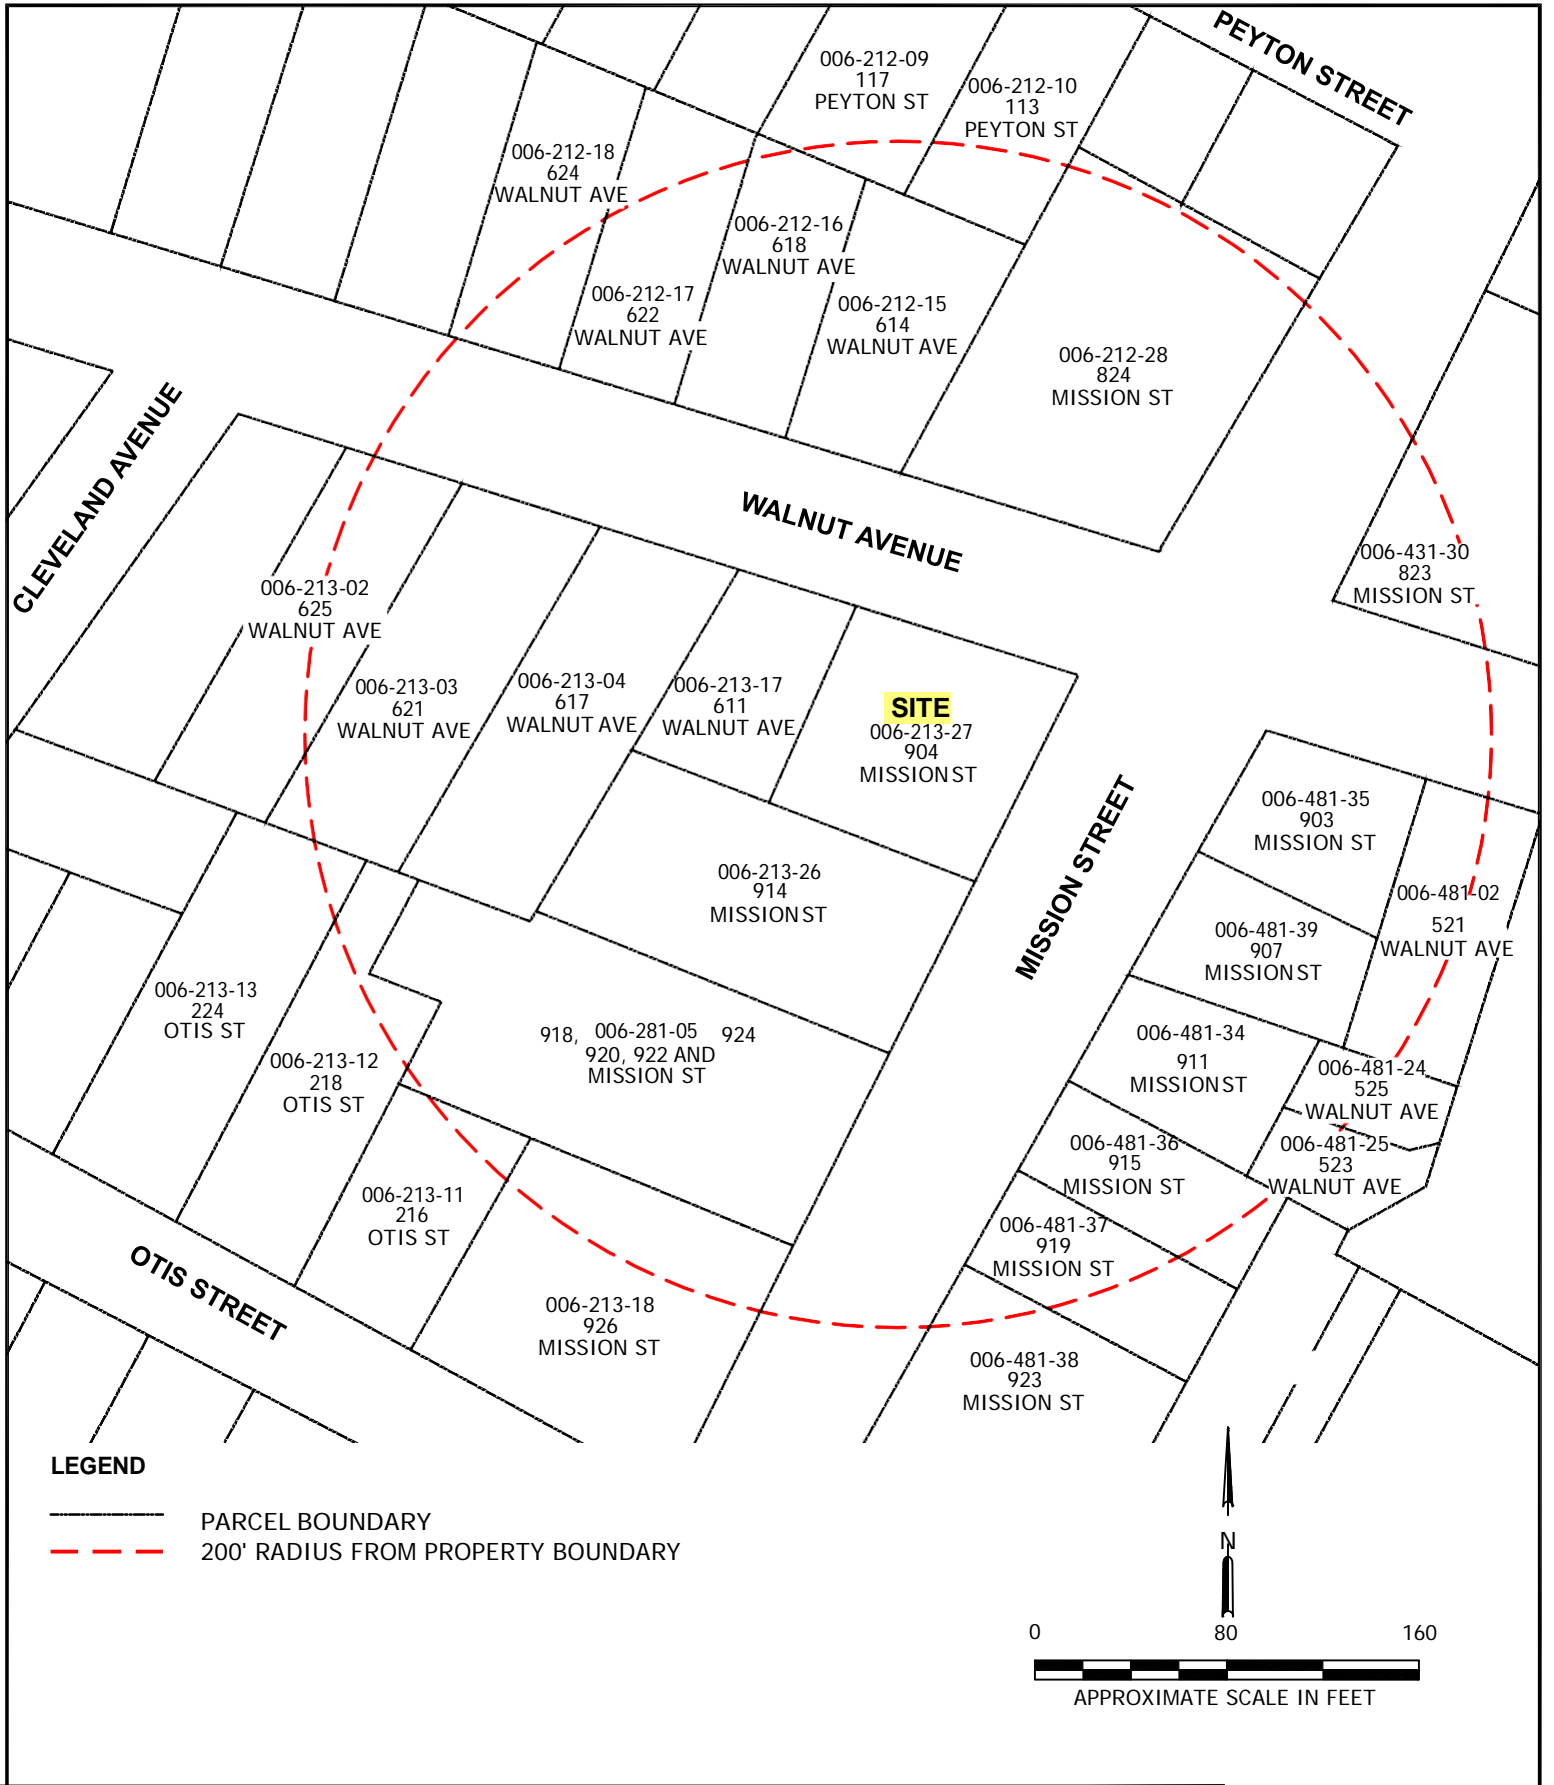 PEYTON STREET
006-212-09
117
PEYTON ST
006-212-10
113
PEYTON ST
006-212-18
624
WALNUT AVE
006-212-16
618
WALNUT AVE
006-212-17
622
WALNUT AVE
006-212-15
614
WALNUT AVE
006-212-28
824
MISSION ST
CLEVELAND AVENUE
WALNUT AVENUE
006-431-30
823
MISSION ST
006-213-02
625
WALNUT AVE
006-213-03
621
WALNUT AVE
006-213-04
617
WALNUT AVE
006-213-17
611
WALNUT AVE
SITE
006-213-27
904
MISSION ST
MISSION STREET
006-481-35
903
MISSION ST
006-213-26
914
MISSION ST
006-481-02
521
WALNUT AVE
006-481-39
907
MISSION ST
006-213-13
224
OTIS ST
918, 006-281-05 924
920, 922 AND
MISSION ST
006-481-34
911
MISSION ST
006-213-12
218
OTIS ST
006-481-24
525
WALNUT AVE
006-481-36
915
MISSION ST
006-481-25
523
WALNUT AVE
006-213-11
216
OTIS ST
006-481-37
919
MISSION ST
OTIS STREET
006-213-18
926
MISSION ST
006-481-38
923
MISSION ST
LEGEND
PARCEL BOUNDARY
200' RADIUS FROM PROPERTY BOUNDARY
N
0 80 160
APPROXIMATE SCALE IN FEET